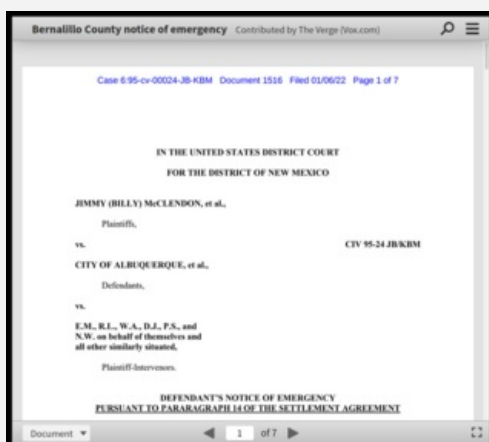 Bernalillo County notice of emergency Contributed by The Verge (Vox.com)
Case 6:95-cv-00024-JB-KBM Document 1516 Filed 01/06/22 Page 1 of 7
IN THE UNITED STATES DISTRICT COURT
FOR THE DISTRICT OF NEW MEXICO
JIMMY (BILLY) McCLENDON, et al.,
Plaintiffs,
vs. CIV 95-24 JB/KBM
CITY OF ALBUQUERQUE, et al.,
Defendants,
vs.
E.M., R.L., W.A., D.J., P.S., and
N.W. on behalf of themselves and
all other similarly situated,
Plaintiff-Intervenors.
DEFENDANT'S NOTICE OF EMERGENCY
PURSUANT TO PARARAGRAPH 14 OF THE SETTLEMENT AGREEMENT
Document 1 of 7